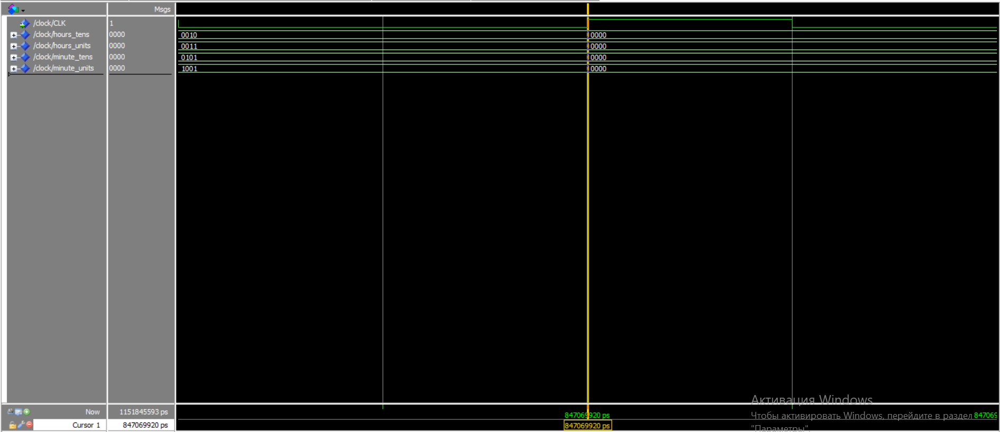 Msgs
/clock/CLK 1
/clock/hours_tens 0000 0010 0000
/clock/hours_units 0000 0011 0000
/clock/minute_tens 0000 0101 0000
/clock/minute_units 0000 1001 0000
Активация Windows
Now 1151845593 ps 847069920 ps
Чтобы активировать Windows, перейдите в раздел 847069
Cursor 1 847069920 ps 847069920 ps
"Параметры".